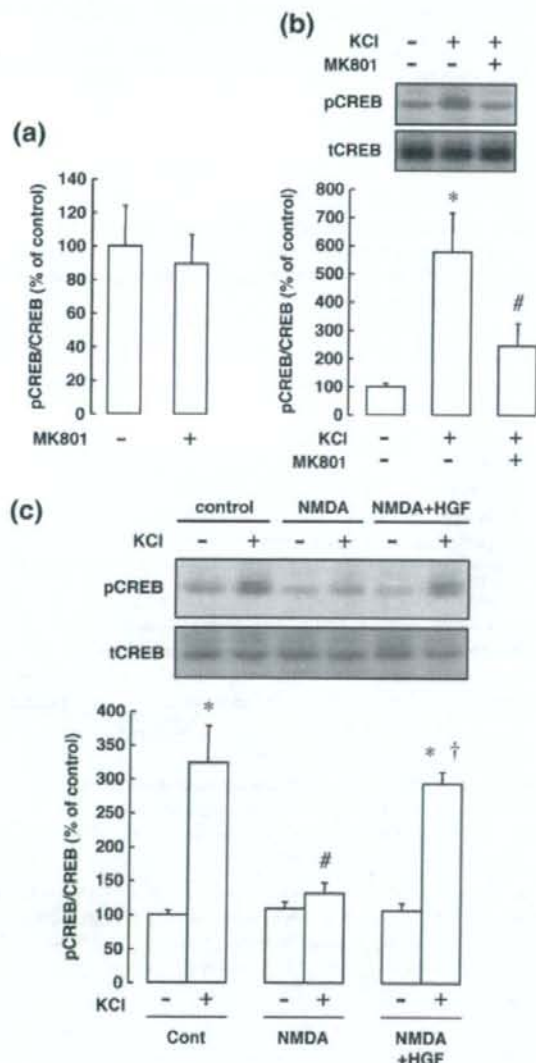 (a)
pCREB/CREB (% of control)
140
120
100
80
60
40
20
0
MK801 - +
(b)
KCl - + +
MK801 +
pCREB
tCREB
pCREB/CREB (% of control)
800
700
600
500
400
300
200
100
0
*
#
KCl - + +
MK801 - +
(c)
control NMDA NMDA+HGF
KCl - + - + - +
pCREB
tCREB
pCREB/CREB (% of control)
400
350
300
250
200
150
100
50
0
*
#
* †
KCl - + - + - +
Cont NMDA NMDA
+HGF